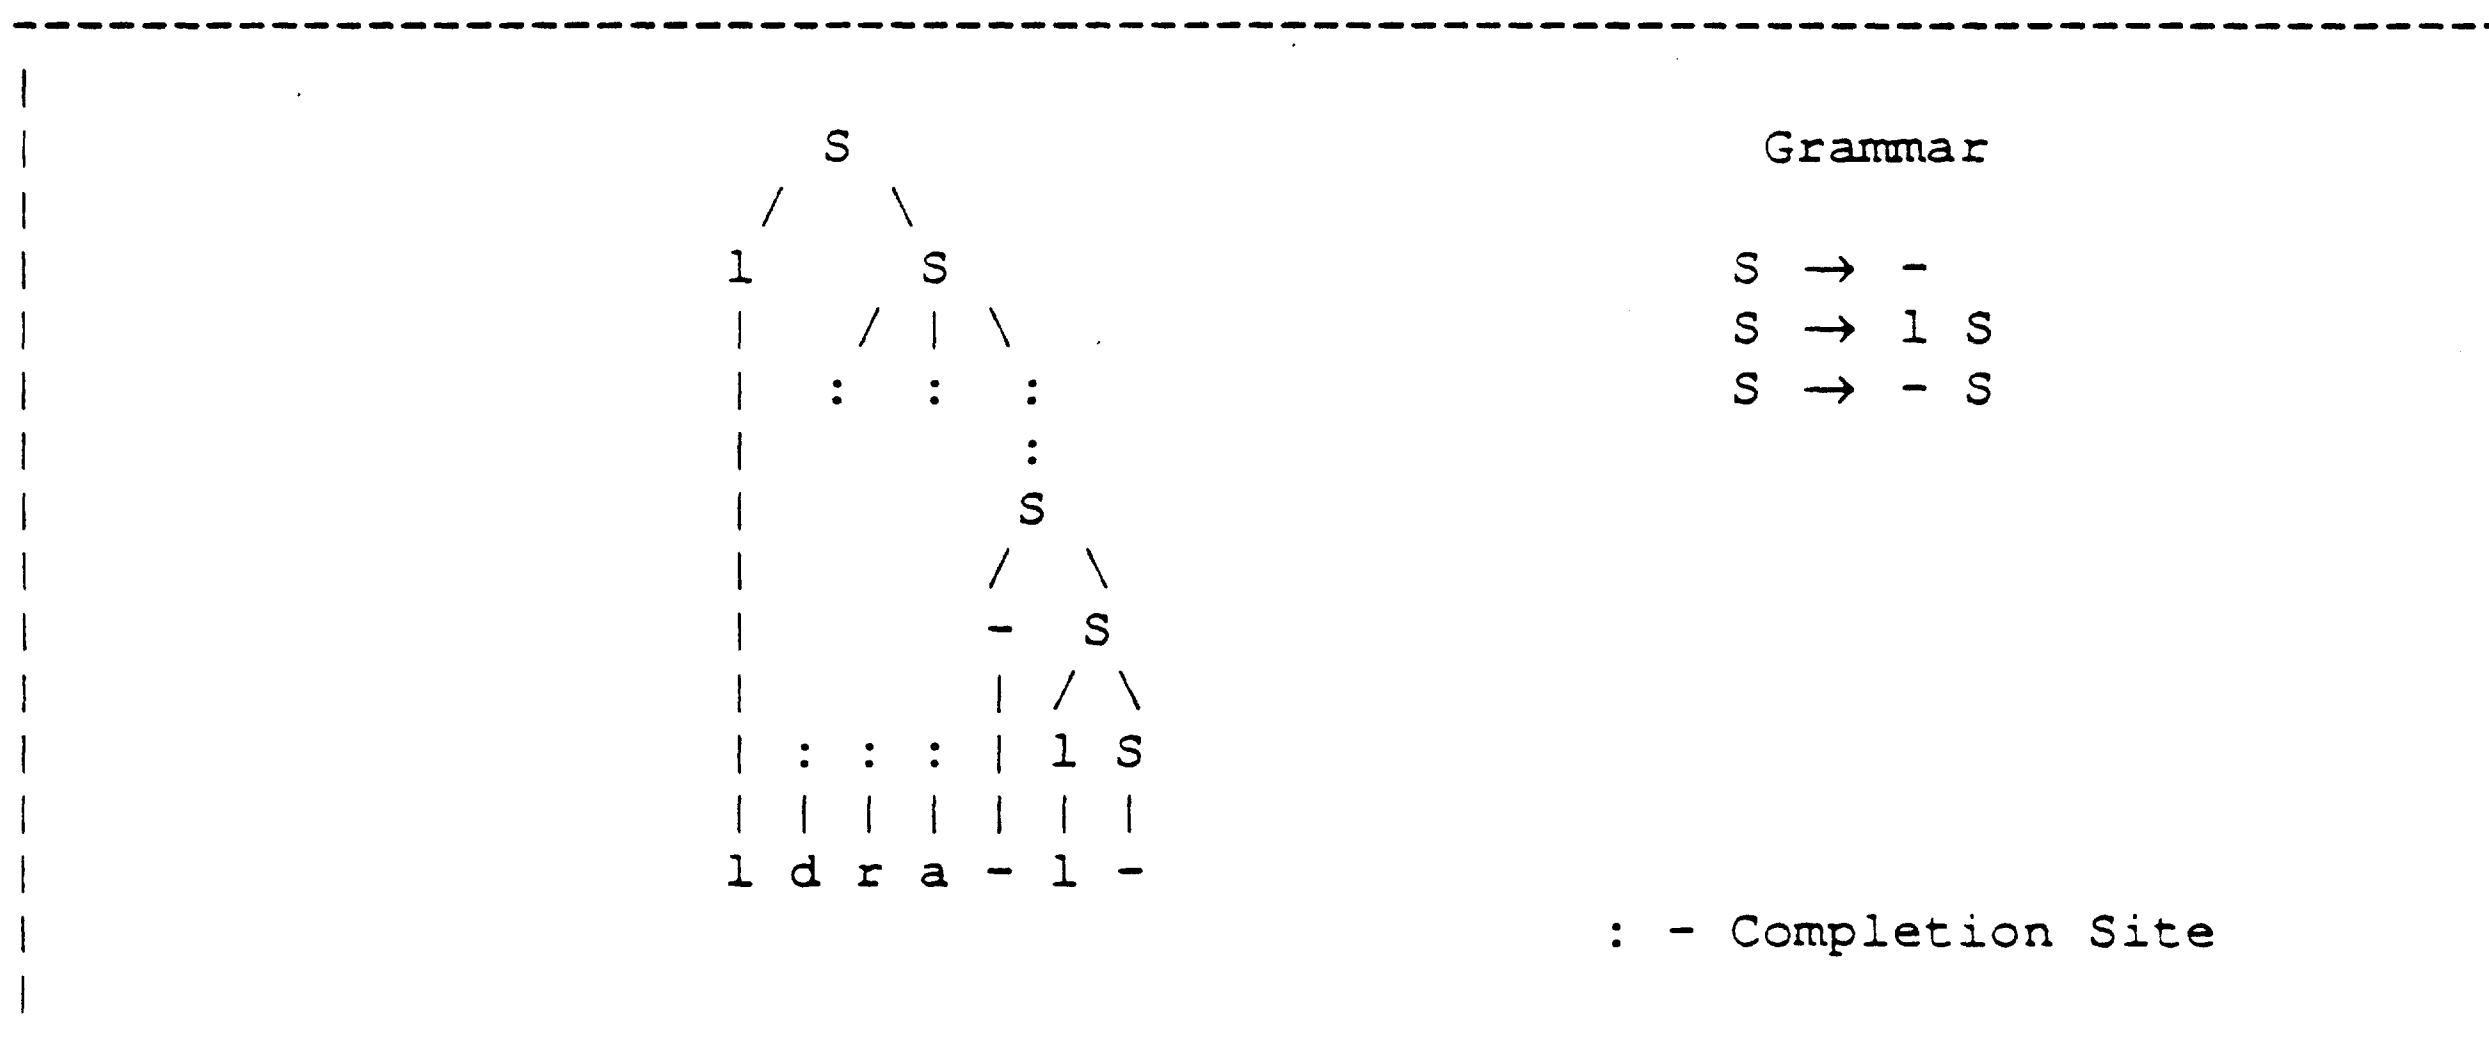 S Grammar
l S S → -
S → l S
: : : S → - S
:
S
- S
: : : l S
l d r a - l -
: - Completion Site